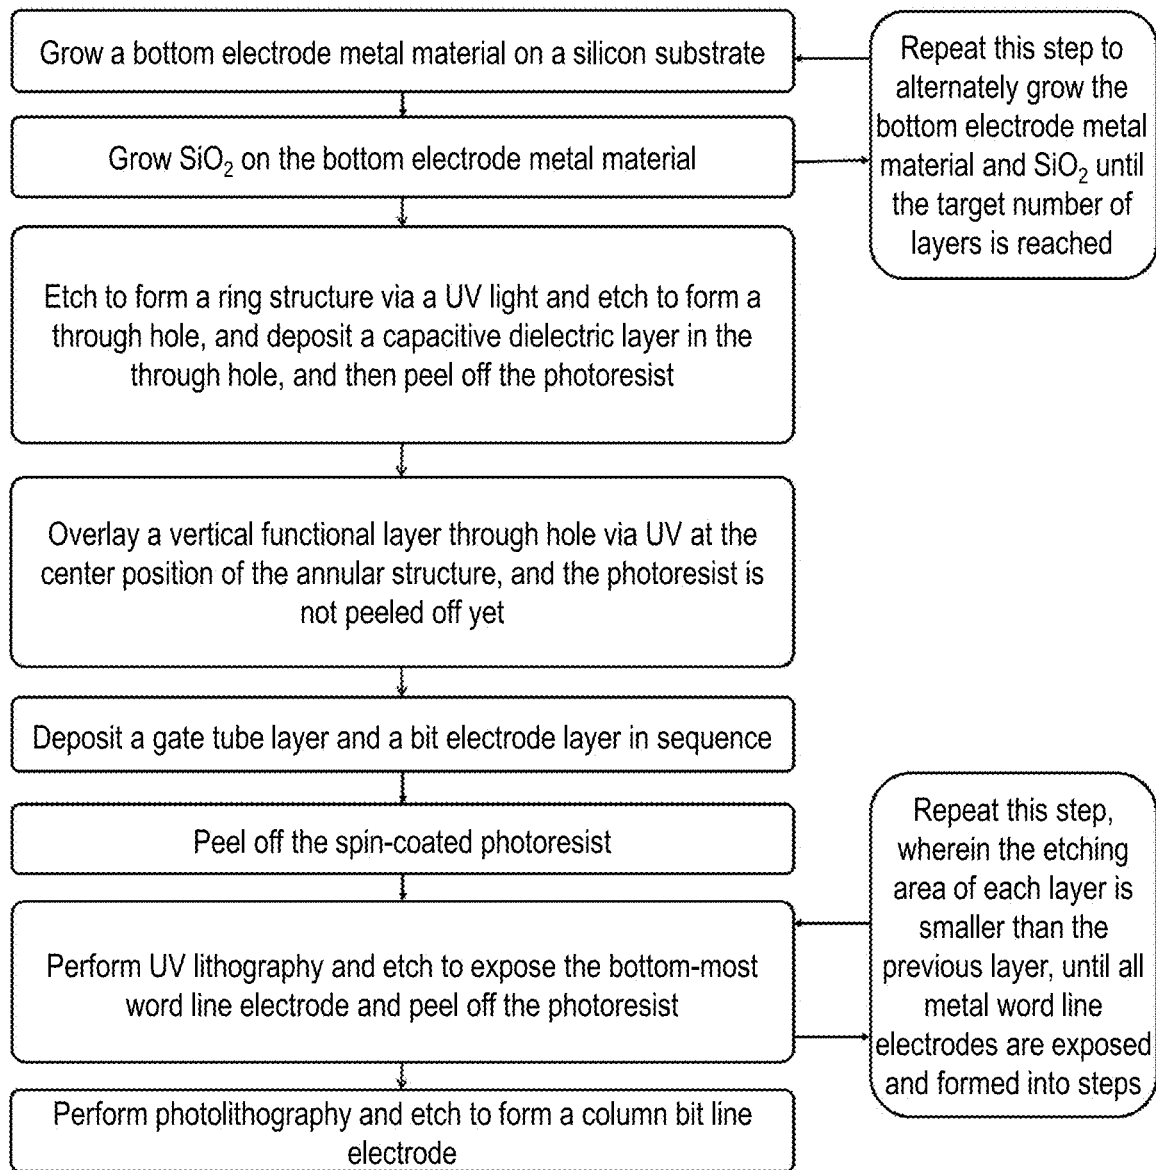 Grow a bottom electrode metal material on a silicon substrate
Repeat this step to
alternately grow the
bottom electrode metal
material and SiO₂ until
the target number of
layers is reached
Grow SiO₂ on the bottom electrode metal material
Etch to form a ring structure via a UV light and etch to form a
through hole, and deposit a capacitive dielectric layer in the
through hole, and then peel off the photoresist
Overlay a vertical functional layer through hole via UV at the
center position of the annular structure, and the photoresist is
not peeled off yet
Deposit a gate tube layer and a bit electrode layer in sequence
Peel off the spin-coated photoresist
Perform UV lithography and etch to expose the bottom-most
word line electrode and peel off the photoresist
Repeat this step,
wherein the etching
area of each layer is
smaller than the
previous layer, until all
metal word line
electrodes are exposed
and formed into steps
Perform photolithography and etch to form a column bit line
electrode